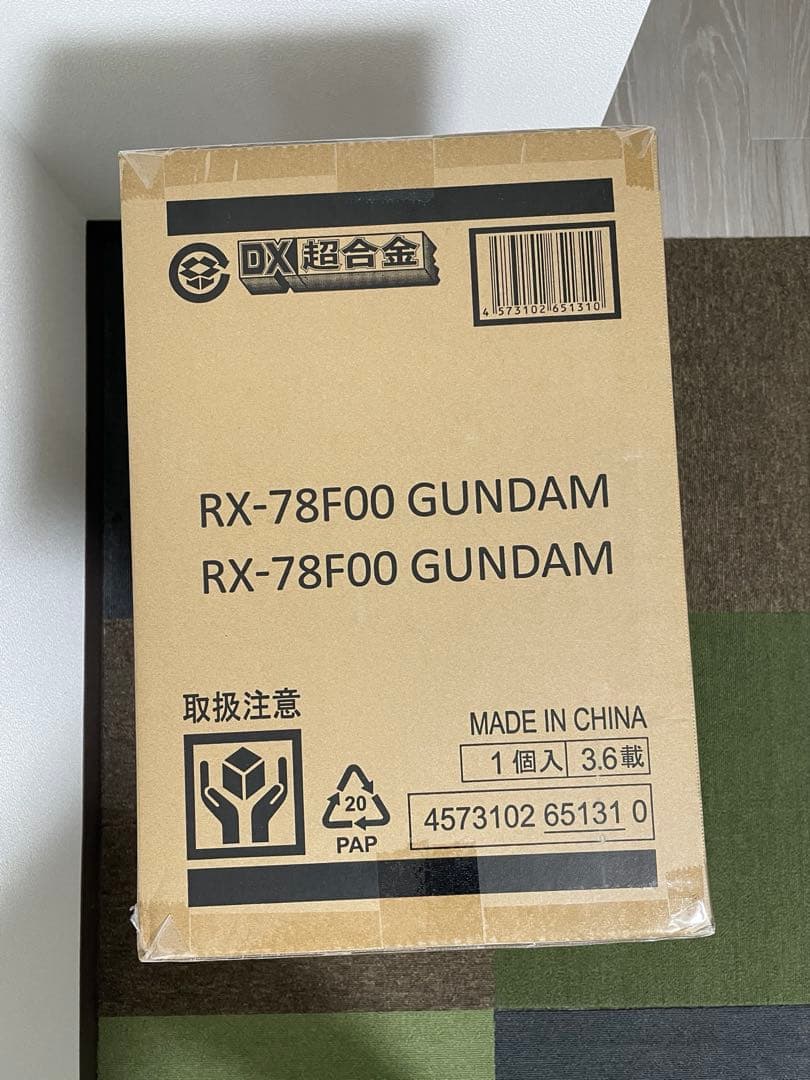 DX超合金
4 573102 651310
RX-78F00 GUNDAM
RX-78F00 GUNDAM
取扱注意
MADE IN CHINA
1個入 3.6載
20
PAP
4573102 65131 0